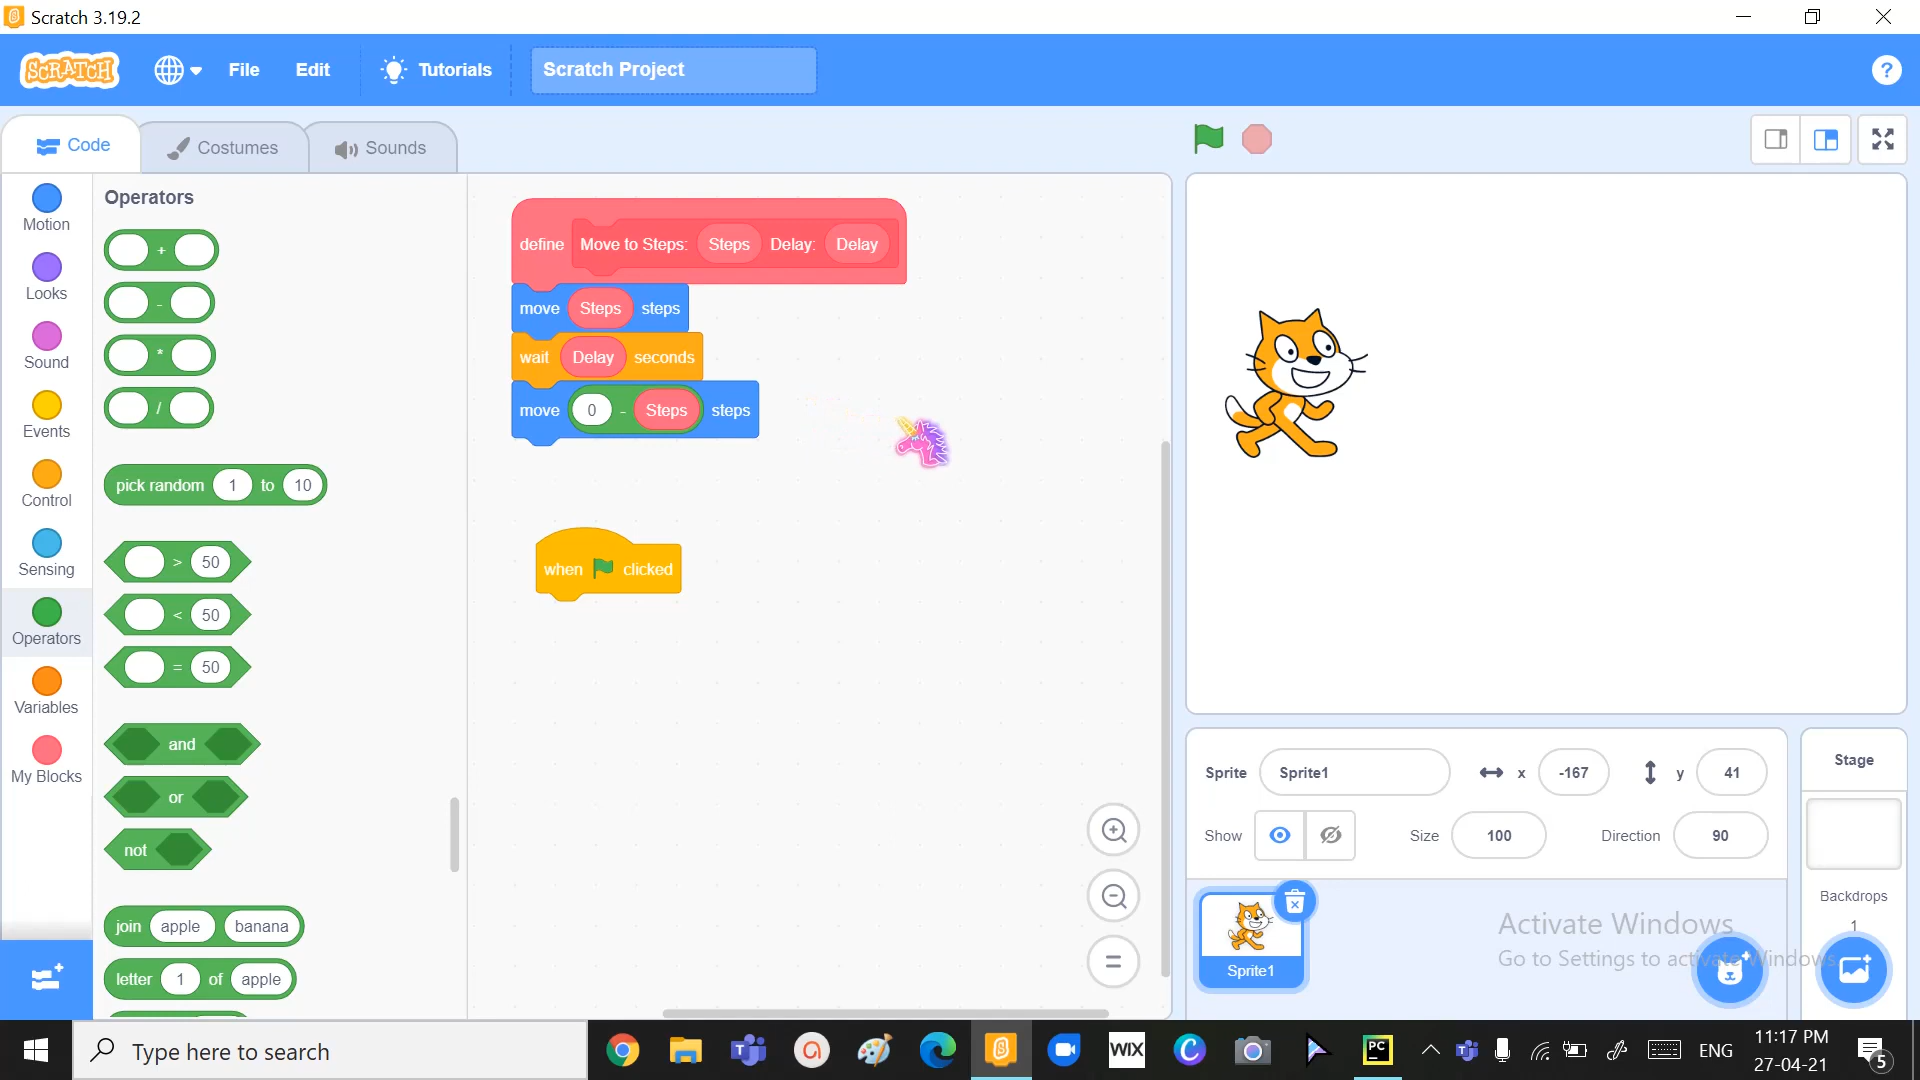 Scratch 3.19.2
SCRATCH
File
Edit
Tutorials
Scratch Project
?
Code
Costumes
Sounds
Motion
Looks
Sound
Events
Control
Sensing
Operators
Variables
My Blocks
Operators
+
-
*
/
pick random 1 to 10
> 50
< 50
= 50
and
or
not
join apple banana
letter 1 of apple
define Move to Steps: Steps Delay: Delay
move Steps steps
wait Delay seconds
move 0 - Steps steps
when clicked
Sprite Sprite1 x -167 y 41
Show Size 100 Direction 90
Sprite1
Stage
Backdrops
1
Activate Windows
Go to Settings to activate Windows
Type here to search
WIX
PC
ENG
11:17 PM
27-04-21
5